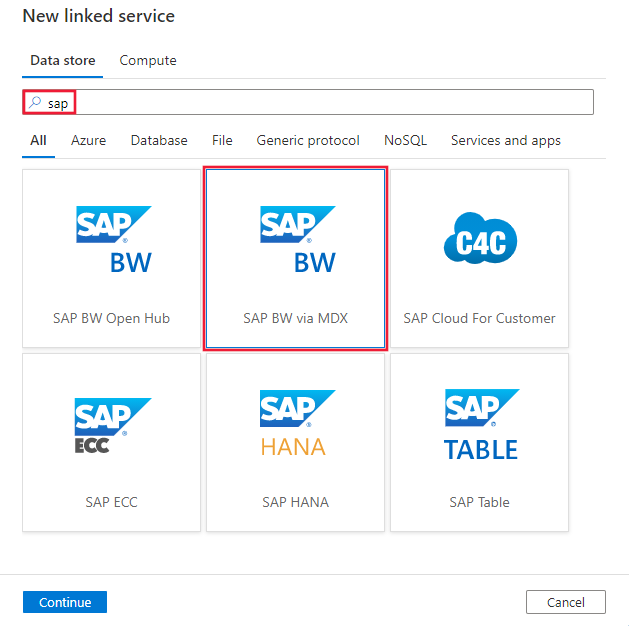 New linked service
Data store Compute
sap
All Azure Database File Generic protocol NoSQL Services and apps
SAP® BW
SAP® BW
C4C
SAP BW Open Hub
SAP BW via MDX
SAP Cloud For Customer
SAP® ECC
SAP® HANA
SAP® TABLE
SAP ECC
SAP HANA
SAP Table
Continue Cancel